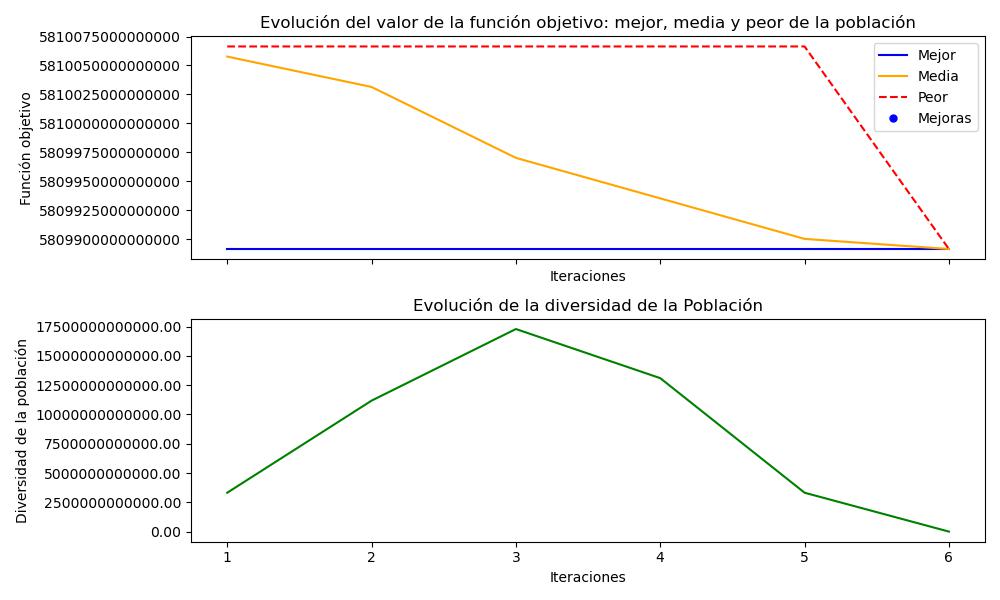 Evolución del valor de la función objetivo: mejor, media y peor de la población
5810075000000000
5810050000000000
5810025000000000
5810000000000000
5809975000000000
5809950000000000
5809925000000000
5809900000000000
Función objetivo
Mejor
Media
Peor
Mejoras
Iteraciones
Evolución de la diversidad de la Población
17500000000000.00
15000000000000.00
12500000000000.00
10000000000000.00
7500000000000.00
5000000000000.00
2500000000000.00
0.00
Diversidad de la población
1 2 3 4 5 6
Iteraciones